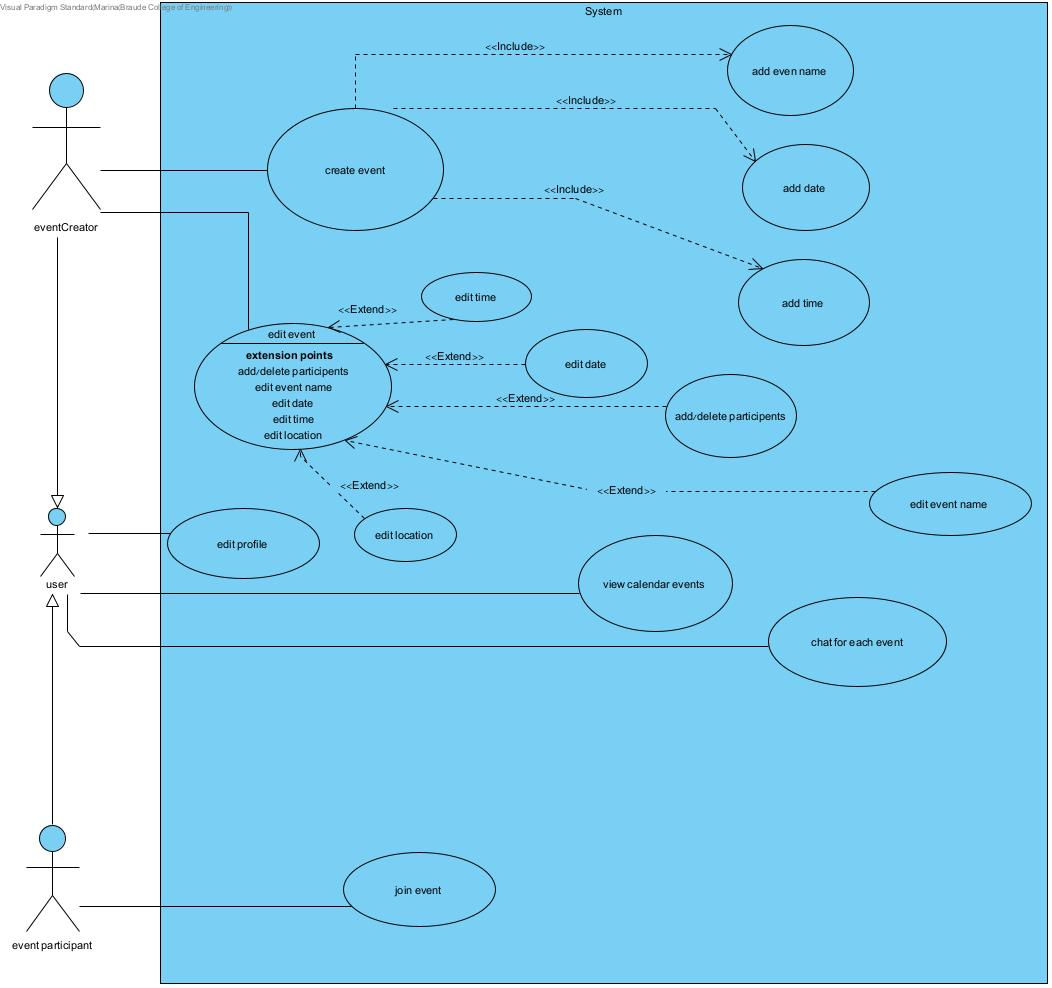 Visual Paradigm Standard(Marina(Braude College of Engineering))
System
<<Include>>
add even name
<<Include>>
create event
add date
<<Include>>
eventCreator
add time
edit time
<<Extend>>
edit event
extension points
add/delete participents
edit event name
edit date
edit time
edit location
<<Extend>>
edit date
<<Extend>>
add/delete participents
<<Extend>>
<<Extend>>
edit event name
edit location
edit profile
user
view calendar events
chat for each event
join event
event participant